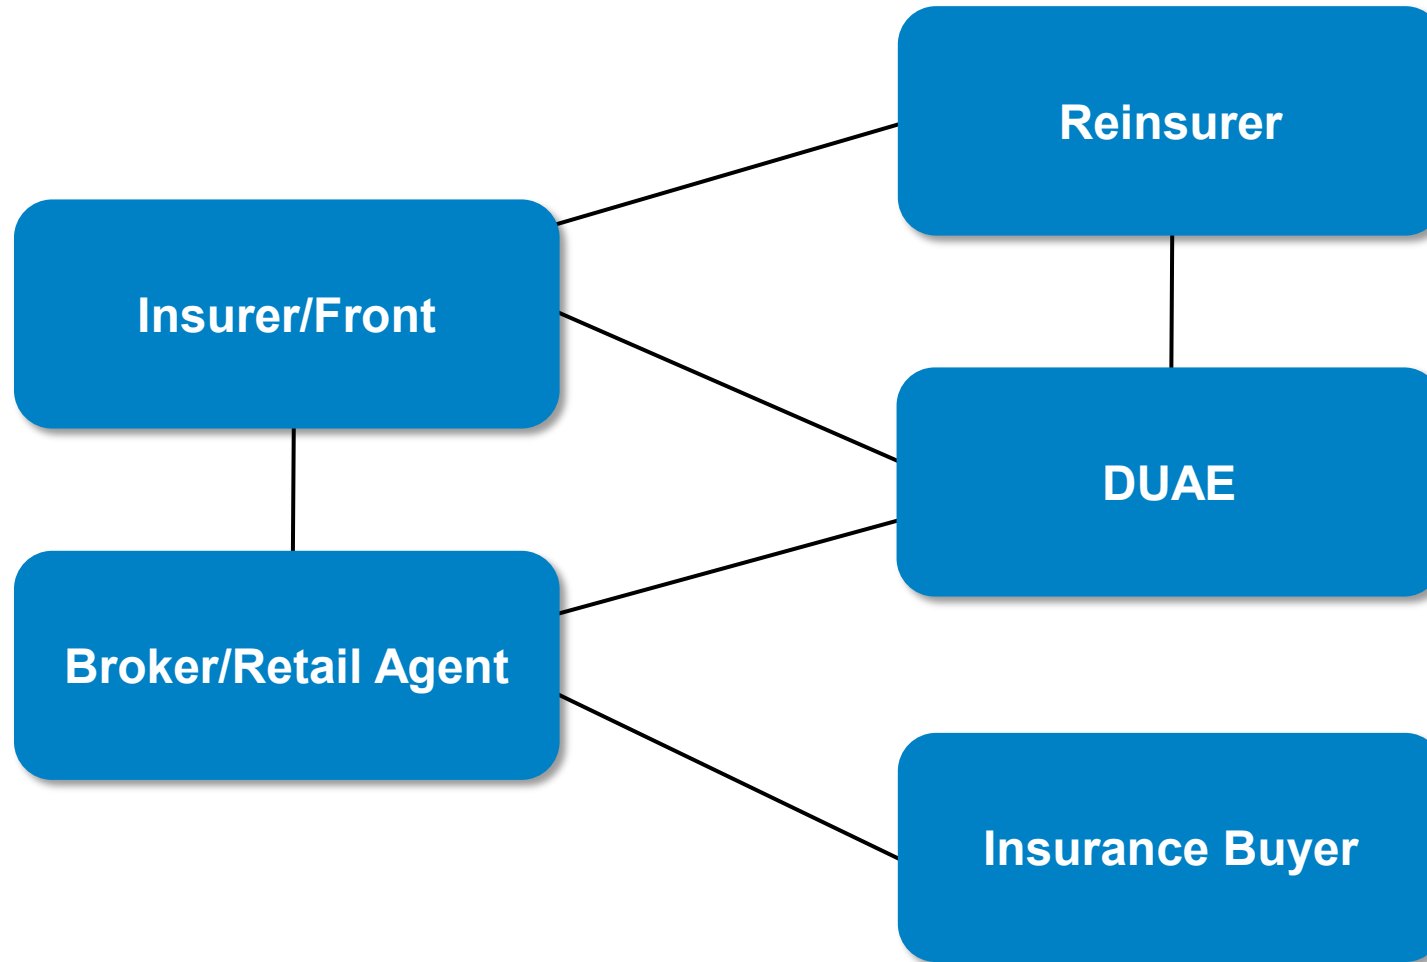 Reinsurer
Insurer/Front
DUAE
Broker/Retail Agent
Insurance Buyer